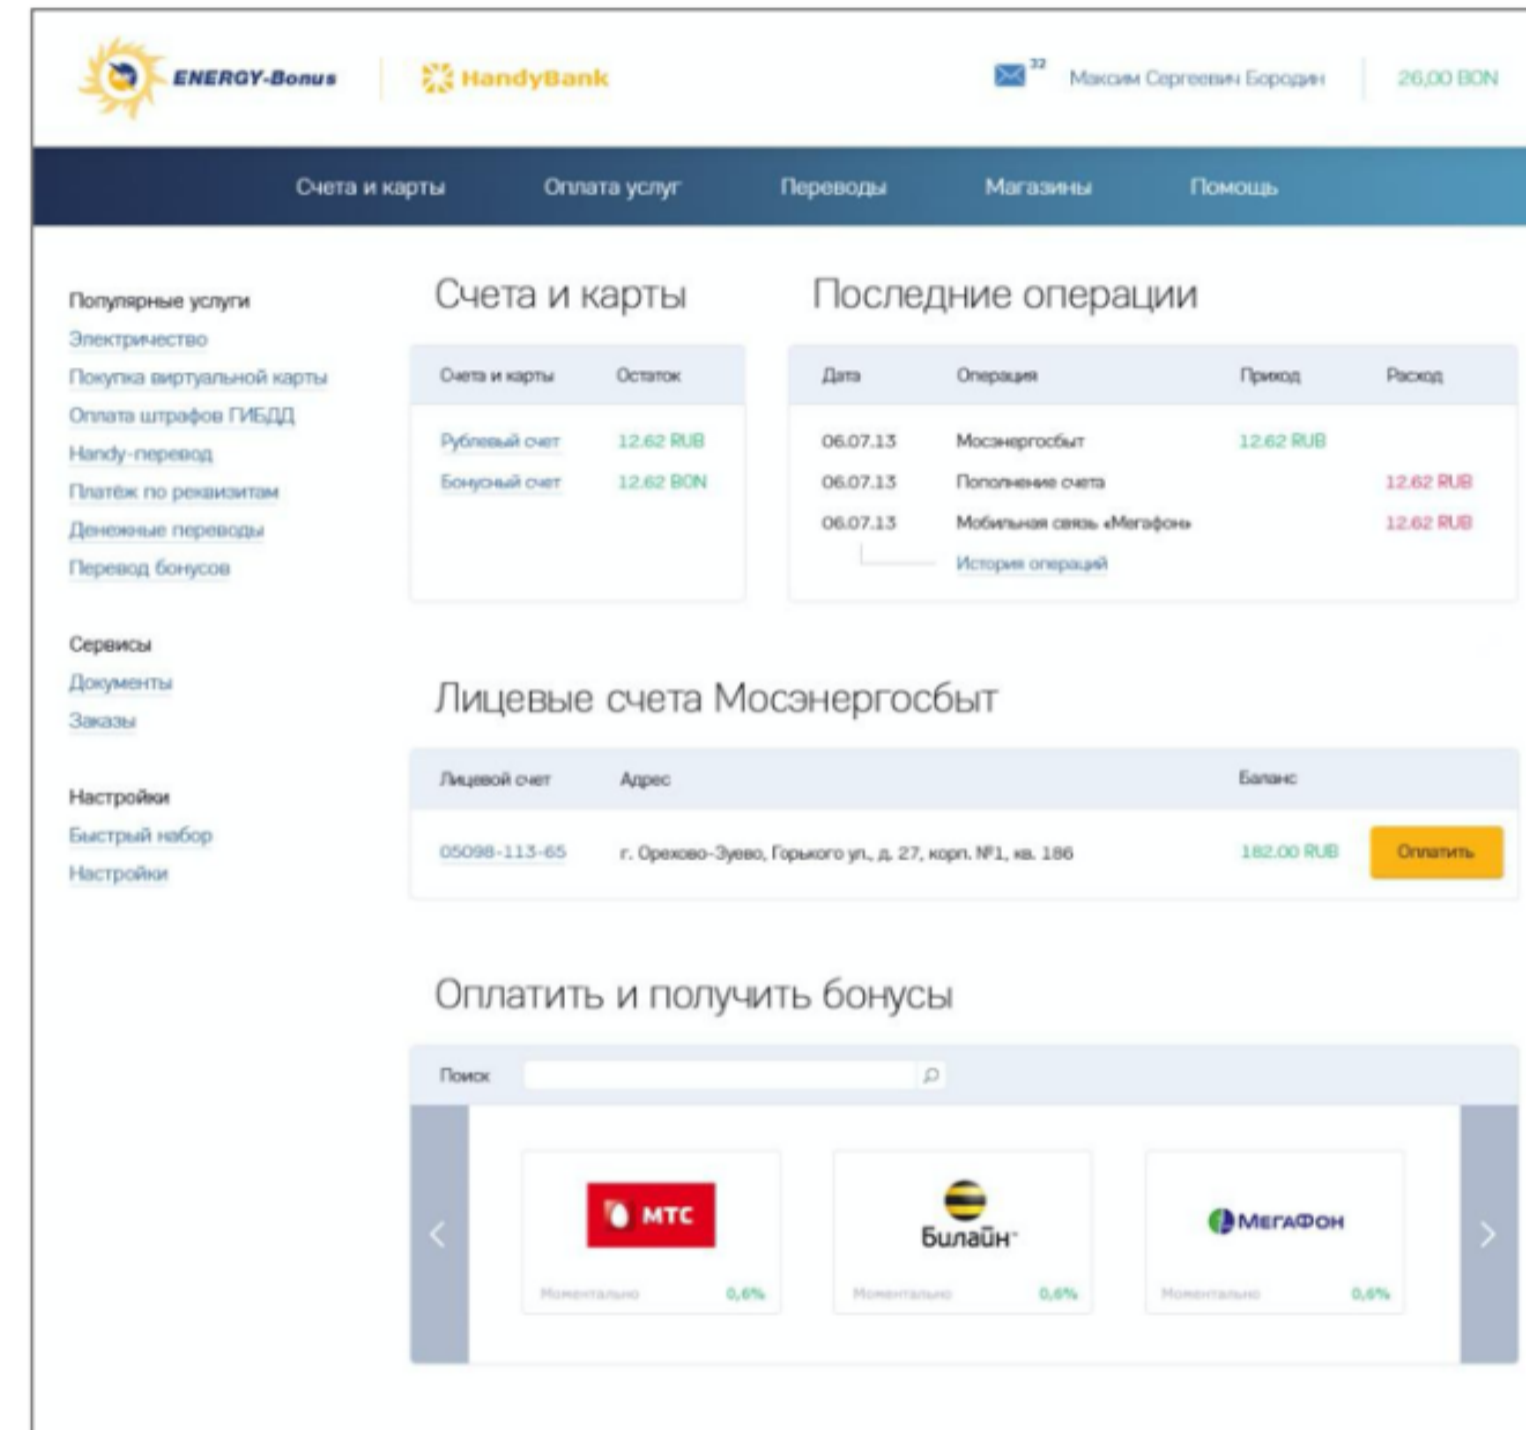 ENERGY-Bonus
HandyBank
32
Максим Сергеевич Бородин
26,00 BON
Счета и карты
Оплата услуг
Переводы
Магазины
Помощь
Популярные услуги
Электричество
Покупка виртуальной карты
Оплата штрафов ГИБДД
Handy-перевод
Платёж по реквизитам
Денежные переводы
Перевод бонусов
Сервисы
Документы
Заказы
Настройки
Быстрый набор
Настройки
Счета и карты
Счета и карты Остаток
Рублевый счет 12.62 RUB
Бонусный счет 12.62 BON
Последние операции
Дата Операция Приход Расход
06.07.13 Мосэнергосбыт 12.62 RUB
06.07.13 Пополнение счета 12.62 RUB
06.07.13 Мобильная связь «Мегафон» 12.62 RUB
История операций
Лицевые счета Мосэнергосбыт
Лицевой счет Адрес Баланс
05098-113-65 г. Орехово-Зуево, Горького ул., д. 27, корп. №1, кв. 186 182.00 RUB Оплатить
Оплатить и получить бонусы
Поиск
МТС
Моментально 0,6%
Билайн
Моментально 0,6%
МегаФон
Моментально 0,6%